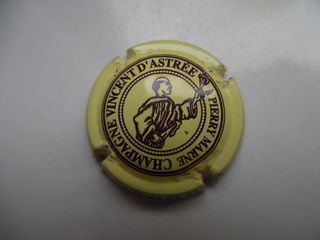 CHAMPAGNE VINCENT D'ASTRÉE
à PIERRY MARNE